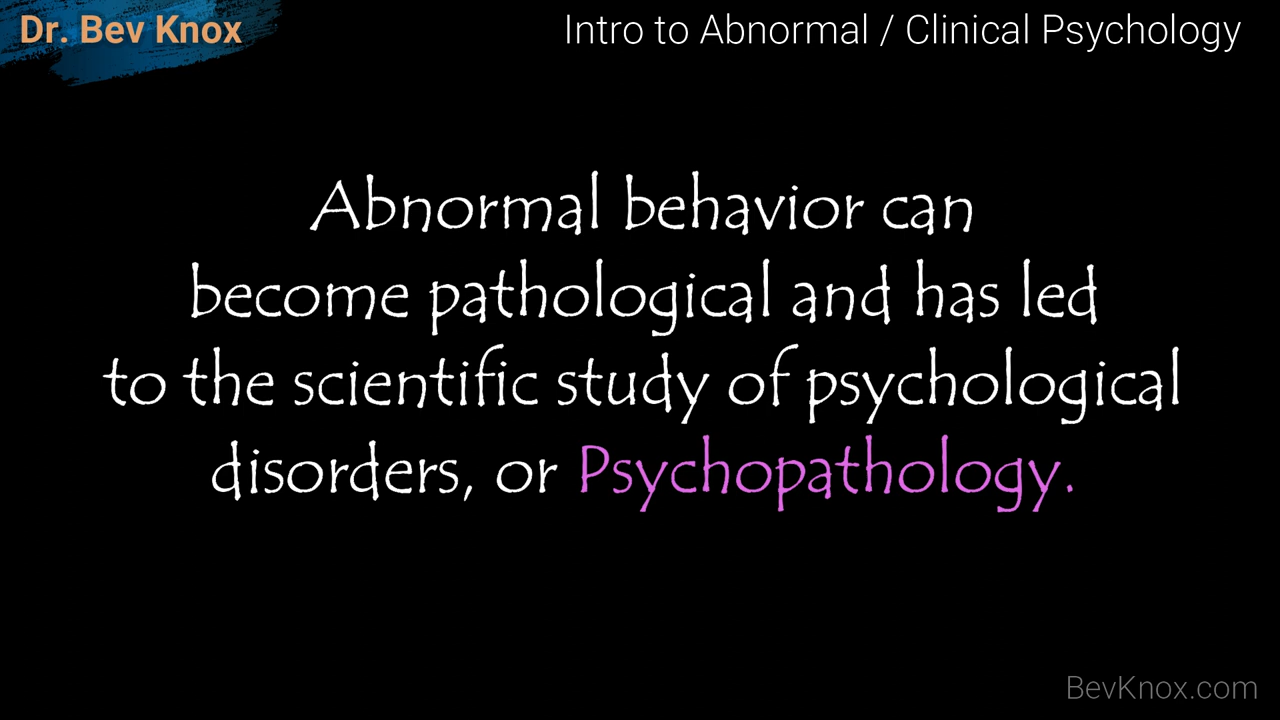 Dr. Bev Knox
Intro to Abnormal / Clinical Psychology
Abnormal behavior can
become pathological and has led
to the scientific study of psychological
disorders, or Psychopathology.
BevKnox.com